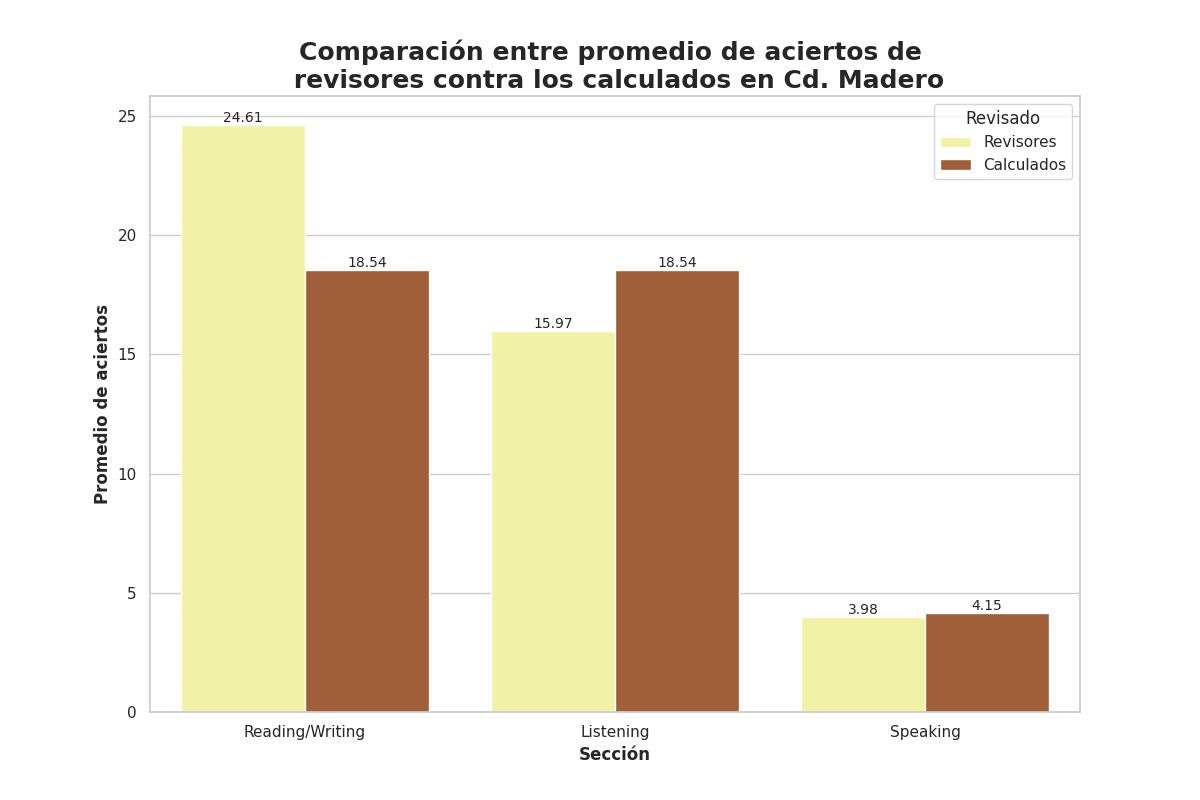 Comparación entre promedio de aciertos de
revisores contra los calculados en Cd. Madero
Revisado
Revisores
Calculados
24.61
18.54
15.97
18.54
3.98
4.15
25
20
15
10
5
0
Promedio de aciertos
Reading/Writing
Listening
Speaking
Sección